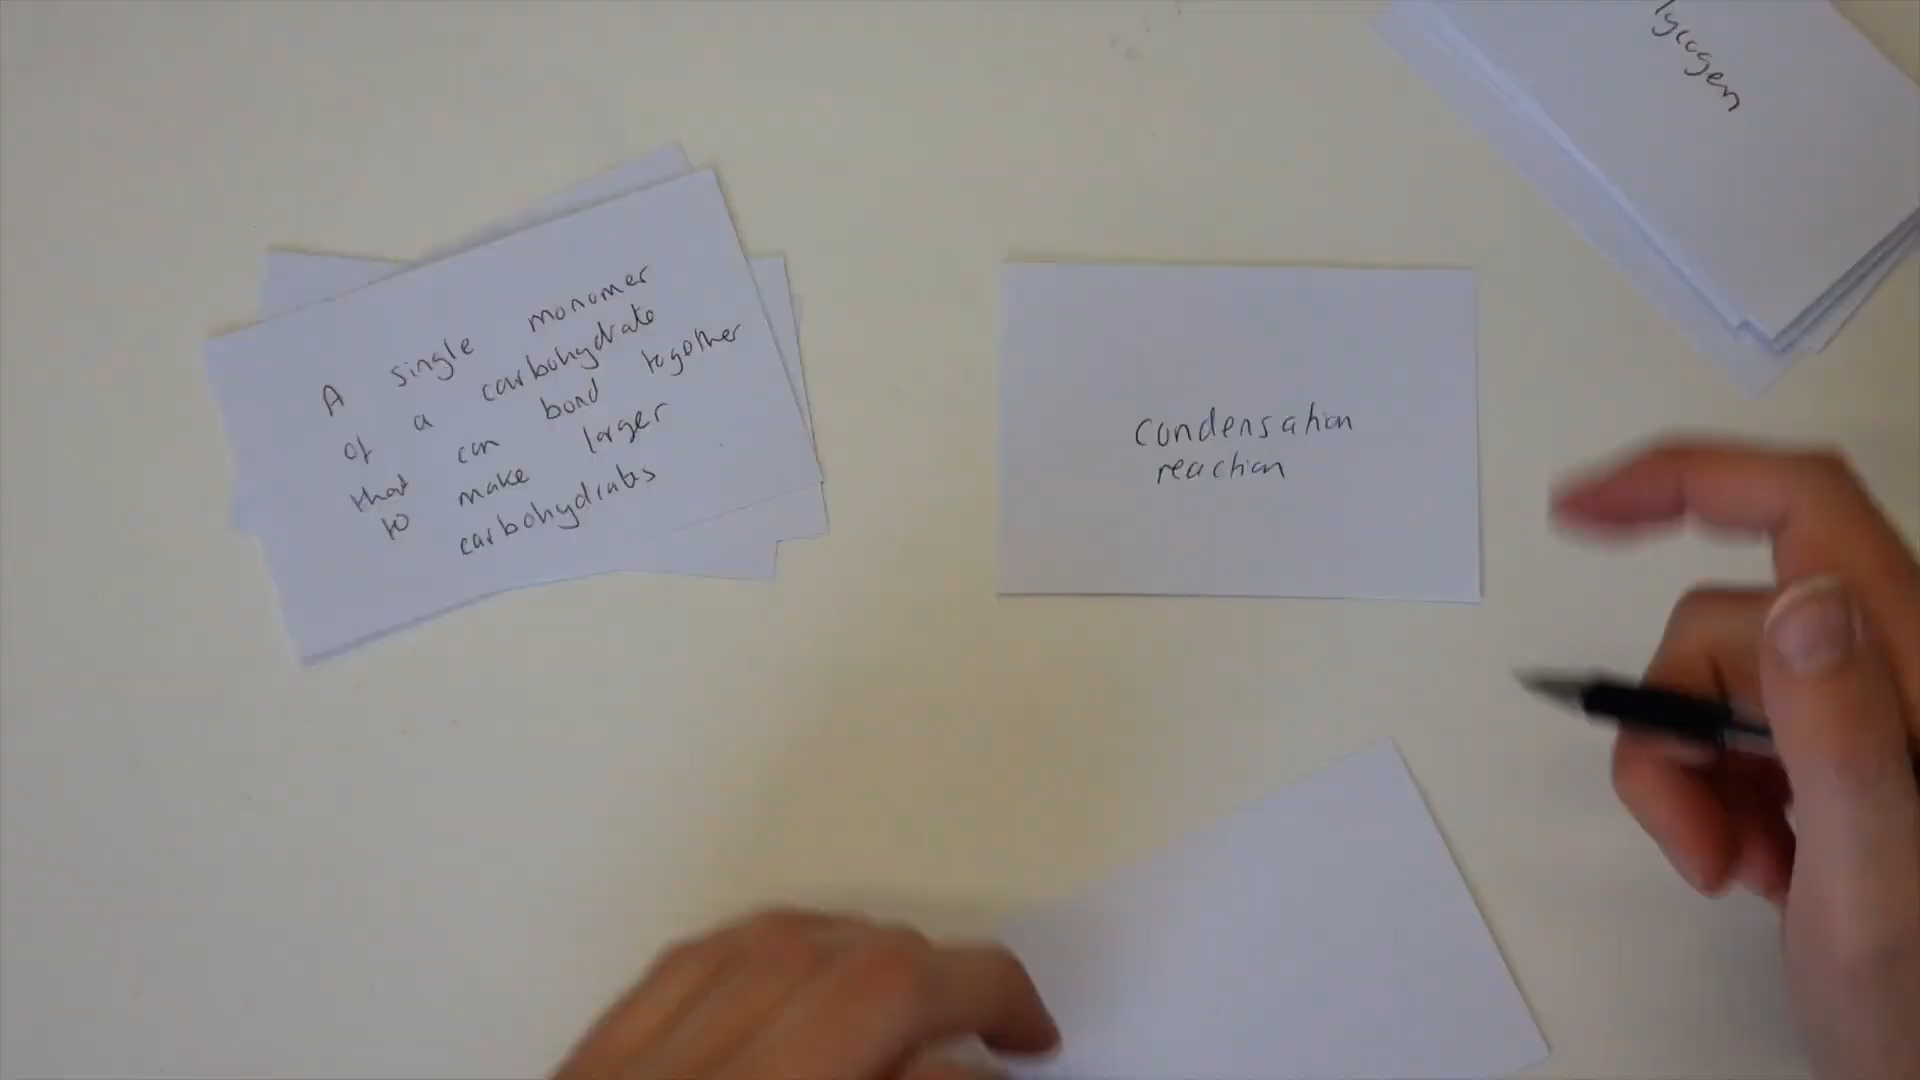 A single monomer
of a carbohydrate
that can bond together
to make larger
carbohydrates
condensation
reaction
lycogen